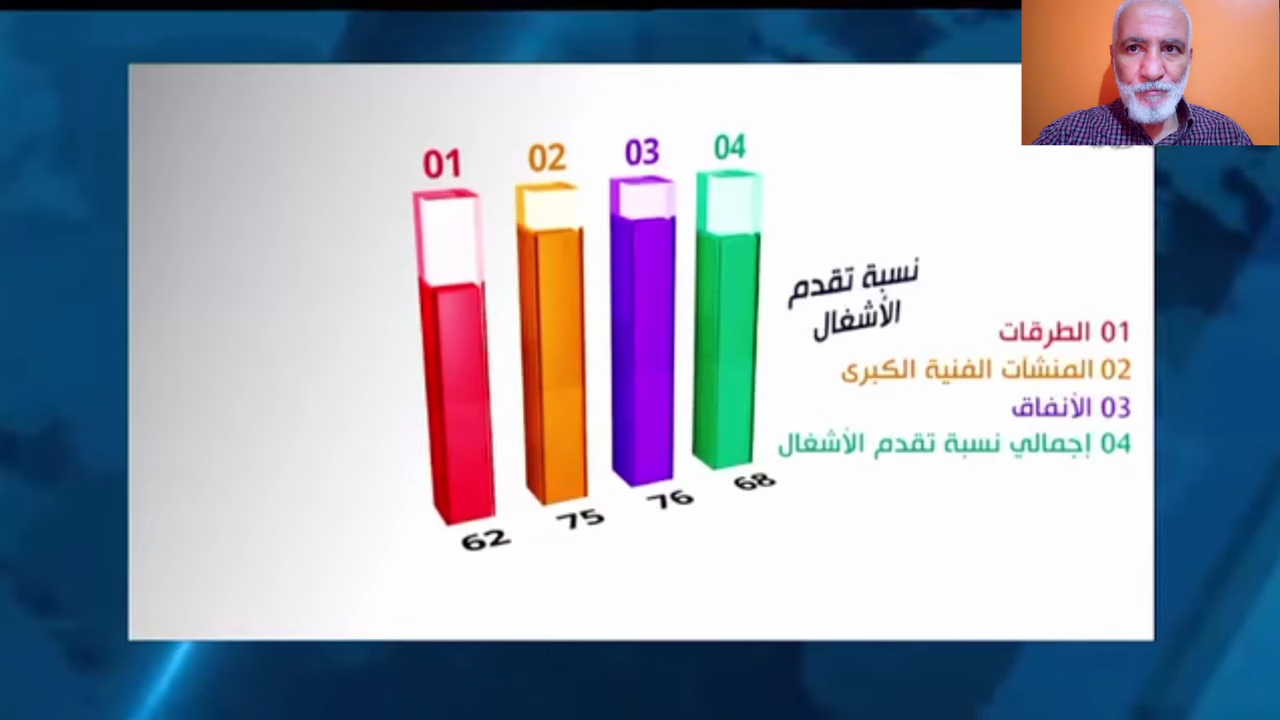 01
02
03
04
نسبة تقدم
الأشغال
01 الطرقات
02 المنشآت الفنية الكبرى
03 الأنفاق
04 إجمالي نسبة تقدم الأشغال
62
75
76
68